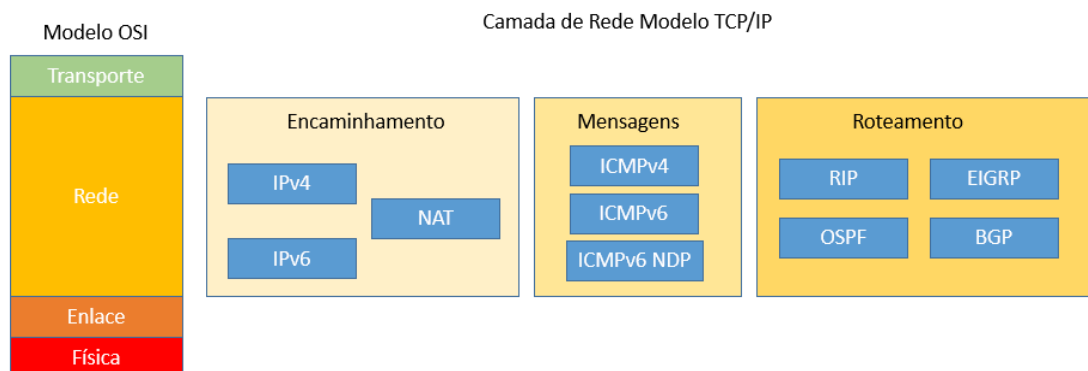 Modelo OSI
Transporte
Rede
Enlace
Física
Camada de Rede Modelo TCP/IP
Encaminhamento
IPv4
NAT
IPv6
Mensagens
ICMPv4
ICMPv6
ICMPv6 NDP
Roteamento
RIP
EIGRP
OSPF
BGP